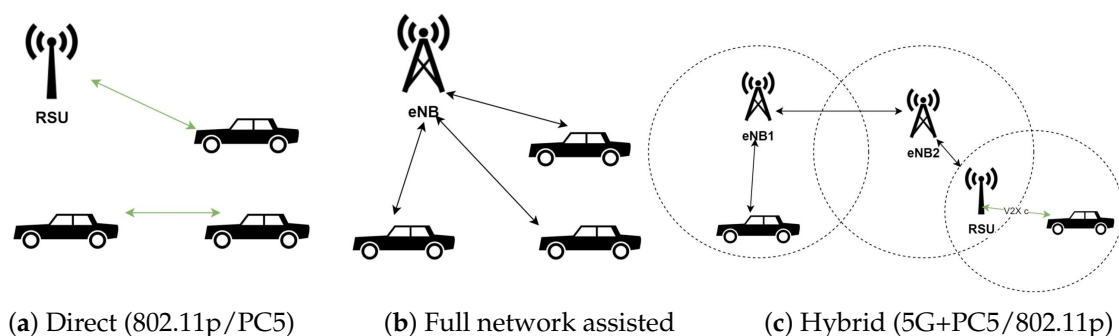 RSU
eNB
eNB1
eNB2
V2X c
RSU
(a) Direct (802.11p/PC5)
(b) Full network assisted
(c) Hybrid (5G+PC5/802.11p)